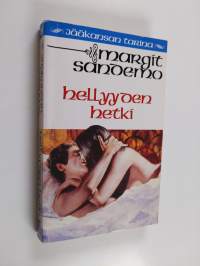 Jääkansan tarina
margit
sandemo
hellyyden
hetki